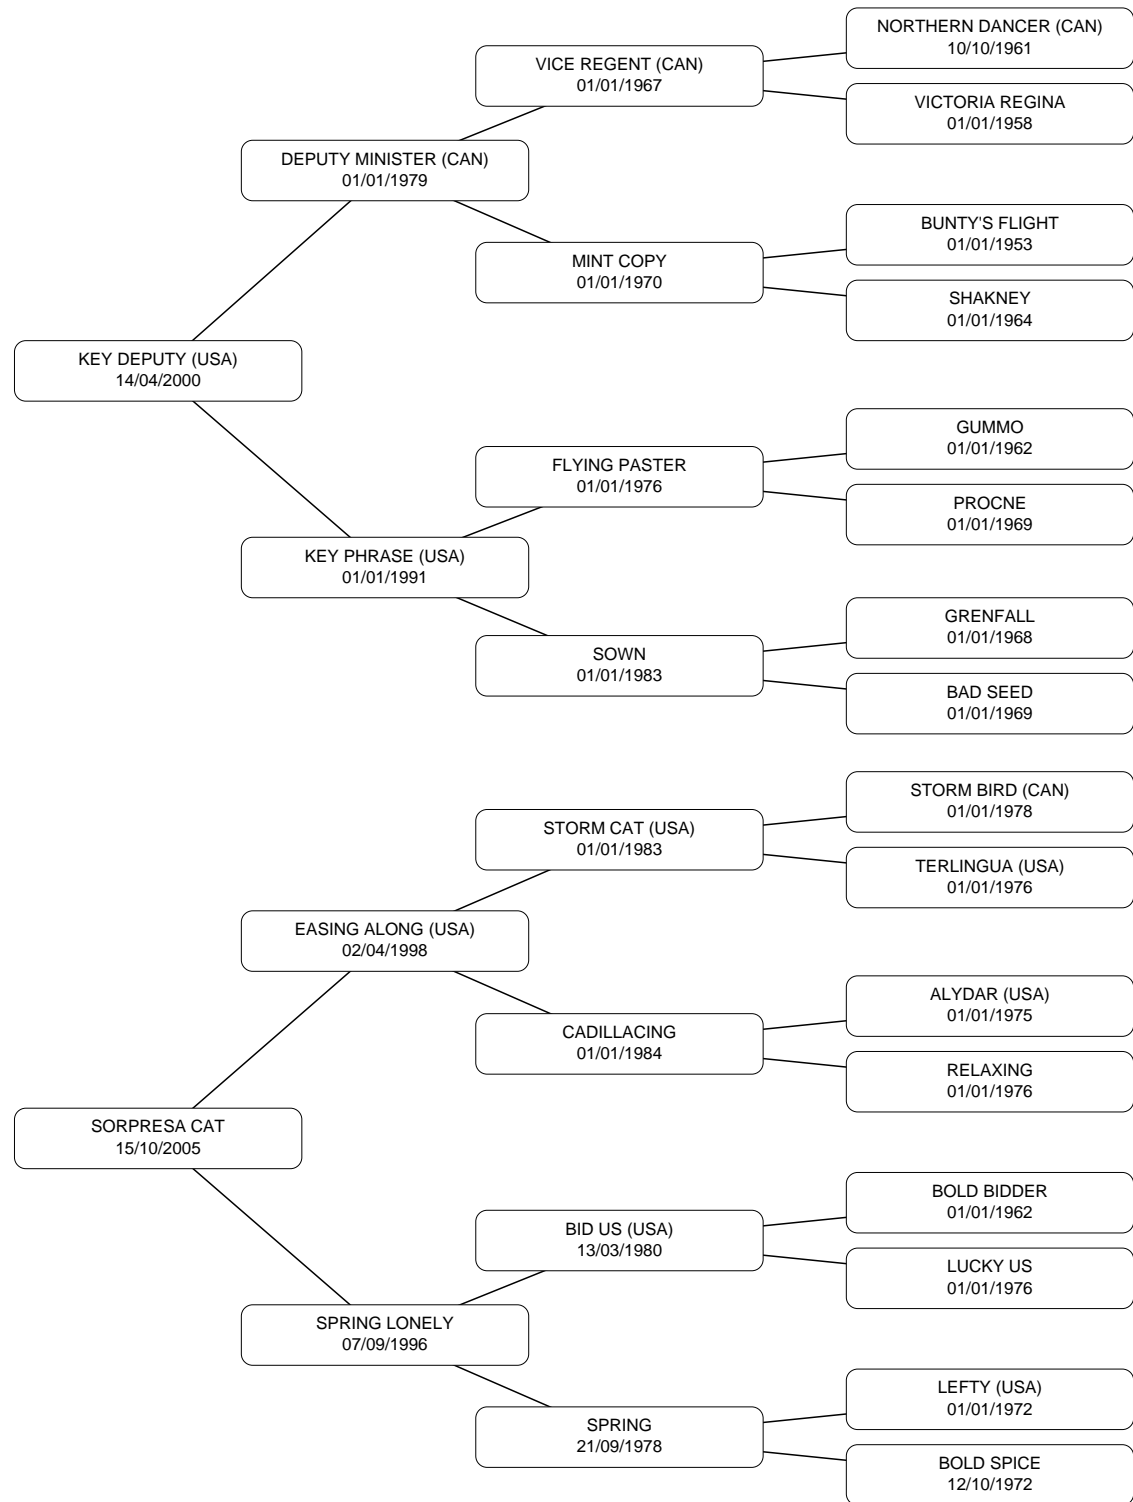 NORTHERN DANCER (CAN)
10/10/1961
VICE REGENT (CAN)
01/01/1967
VICTORIA REGINA
01/01/1958
DEPUTY MINISTER (CAN)
01/01/1979
BUNTY'S FLIGHT
01/01/1953
MINT COPY
01/01/1970
SHAKNEY
01/01/1964
KEY DEPUTY (USA)
14/04/2000
GUMMO
01/01/1962
FLYING PASTER
01/01/1976
PROCNE
01/01/1969
KEY PHRASE (USA)
01/01/1991
GRENFALL
01/01/1968
SOWN
01/01/1983
BAD SEED
01/01/1969
STORM BIRD (CAN)
01/01/1978
STORM CAT (USA)
01/01/1983
TERLINGUA (USA)
01/01/1976
EASING ALONG (USA)
02/04/1998
ALYDAR (USA)
01/01/1975
CADILLACING
01/01/1984
RELAXING
01/01/1976
SORPRESA CAT
15/10/2005
BOLD BIDDER
01/01/1962
BID US (USA)
13/03/1980
LUCKY US
01/01/1976
SPRING LONELY
07/09/1996
LEFTY (USA)
01/01/1972
SPRING
21/09/1978
BOLD SPICE
12/10/1972